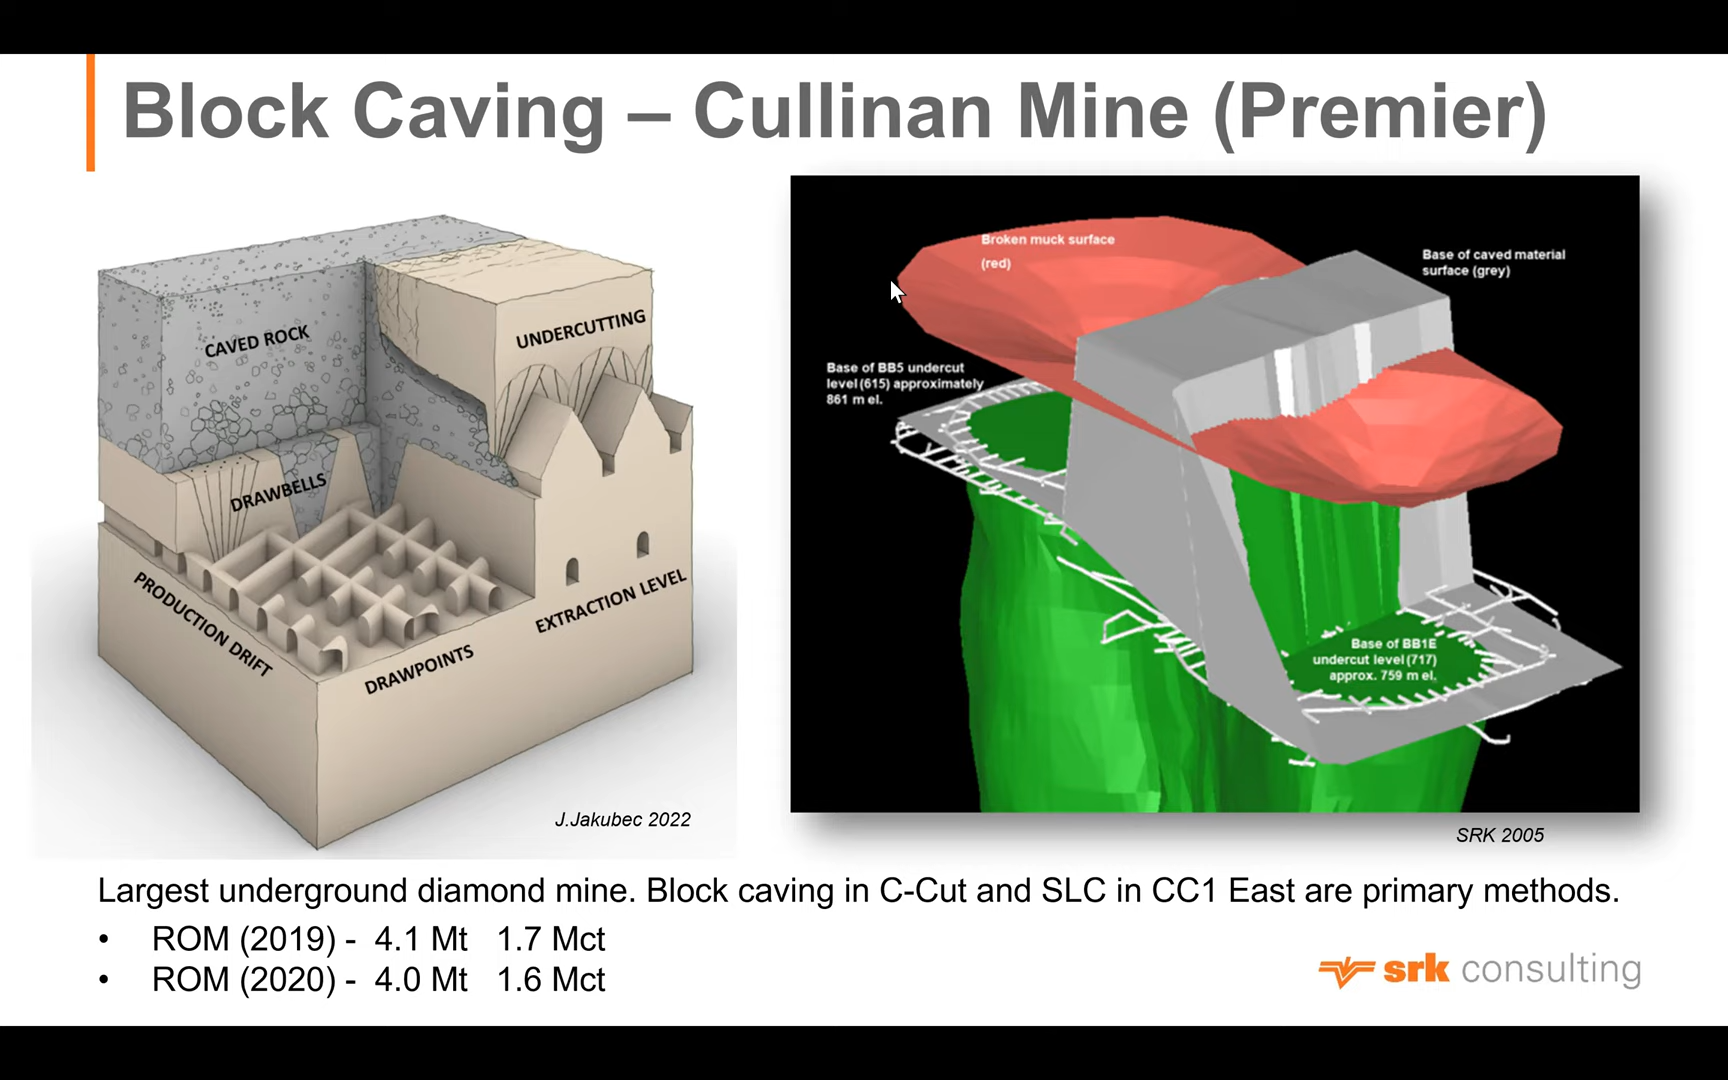 Block Caving – Cullinan Mine (Premier)
CAVED ROCK
UNDERCUTTING
DRAWBELLS
PRODUCTION DRIFT
DRAWPOINTS
EXTRACTION LEVEL
J.Jakubec 2022
Broken muck surface
(red)
Base of caved material
surface (grey)
Base of BB5 undercut
level (615) approximately
861 m el.
Base of BB1E
undercut level (717)
approx. 759 m el.
SRK 2005
Largest underground diamond mine. Block caving in C-Cut and SLC in CC1 East are primary methods.
• ROM (2019) - 4.1 Mt 1.7 Mct
• ROM (2020) - 4.0 Mt 1.6 Mct
srk consulting